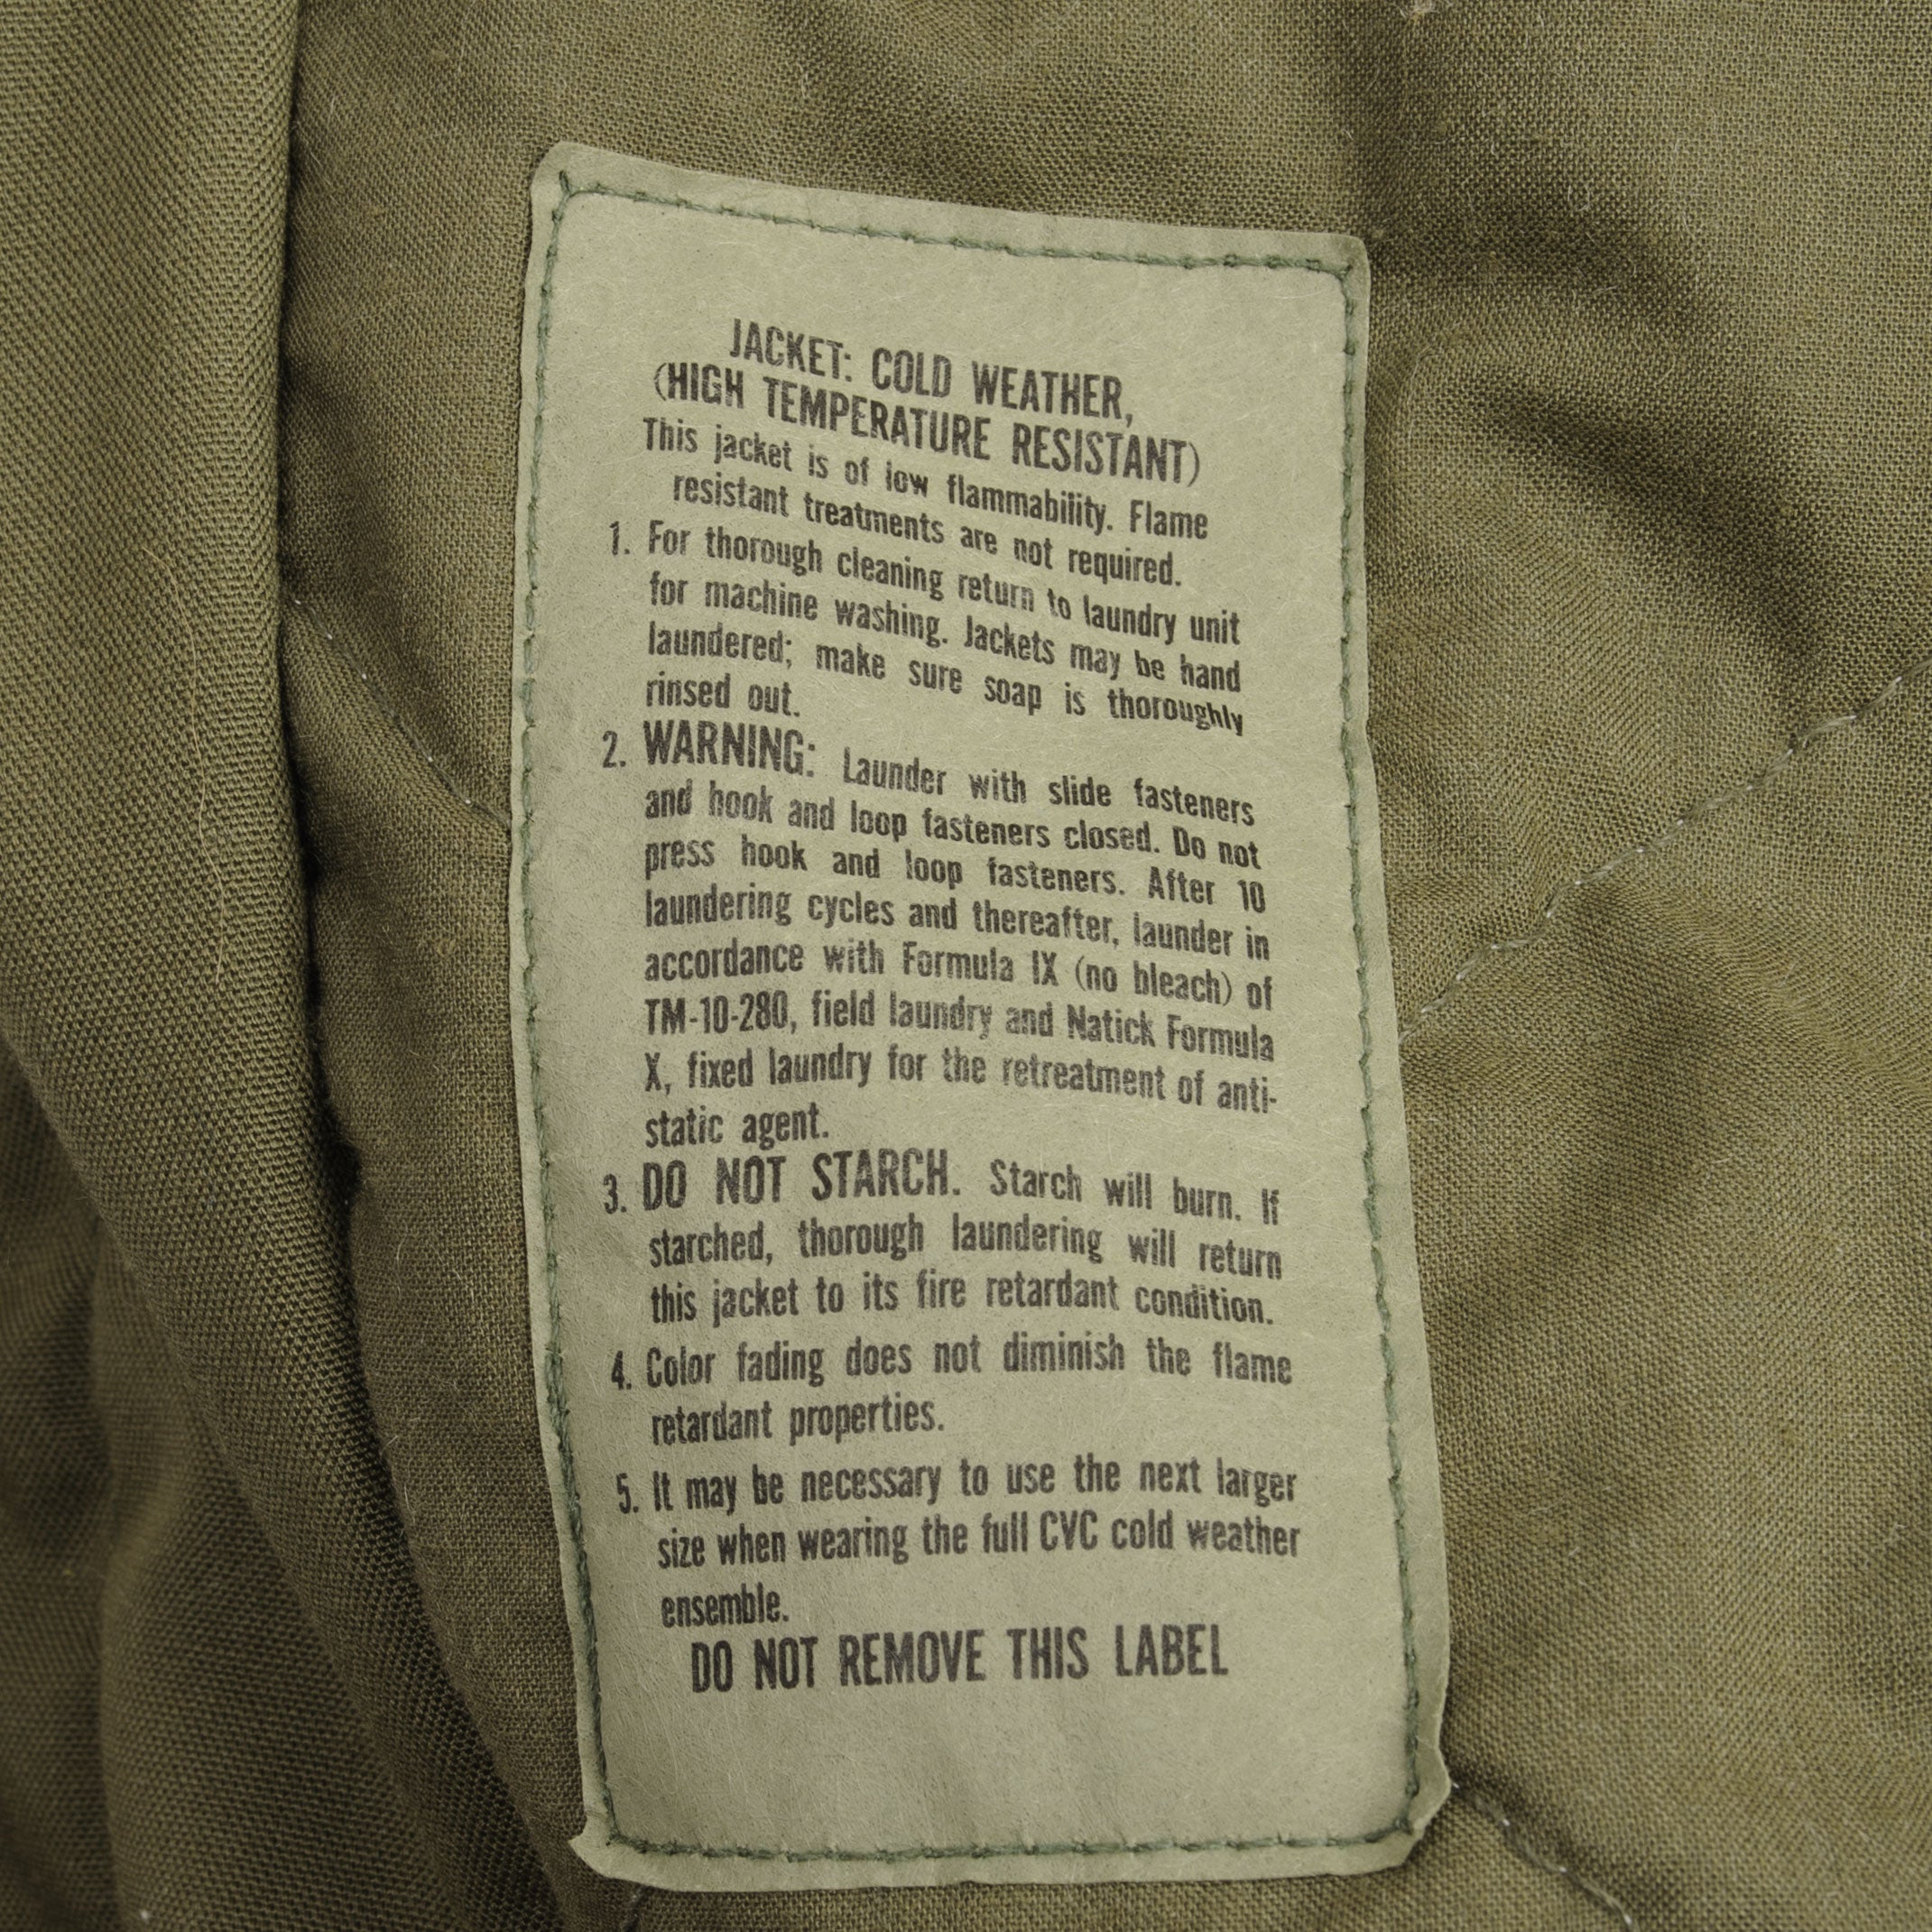 JACKET: COLD WEATHER,
(HIGH TEMPERATURE RESISTANT)
This jacket is of low flammability. Flame
resistant treatments are not required.
1. For thorough cleaning return to laundry unit
for machine washing. Jackets may be hand
laundered; make sure soap is thoroughly
rinsed out.
2. WARNING: Launder with slide fasteners
and hook and loop fasteners closed. Do not
press hook and loop fasteners. After 10
laundering cycles and thereafter, launder in
accordance with Formula IX (no bleach) of
TM-10-280, field laundry and Natick Formula
X, fixed laundry for the retreatment of anti-
static agent.
3. DO NOT STARCH. Starch will burn. If
starched, thorough laundering will return
this jacket to its fire retardant condition.
4. Color fading does not diminish the flame
retardant properties.
5. It may be necessary to use the next larger
size when wearing the full CVC cold weather
ensemble.
DO NOT REMOVE THIS LABEL